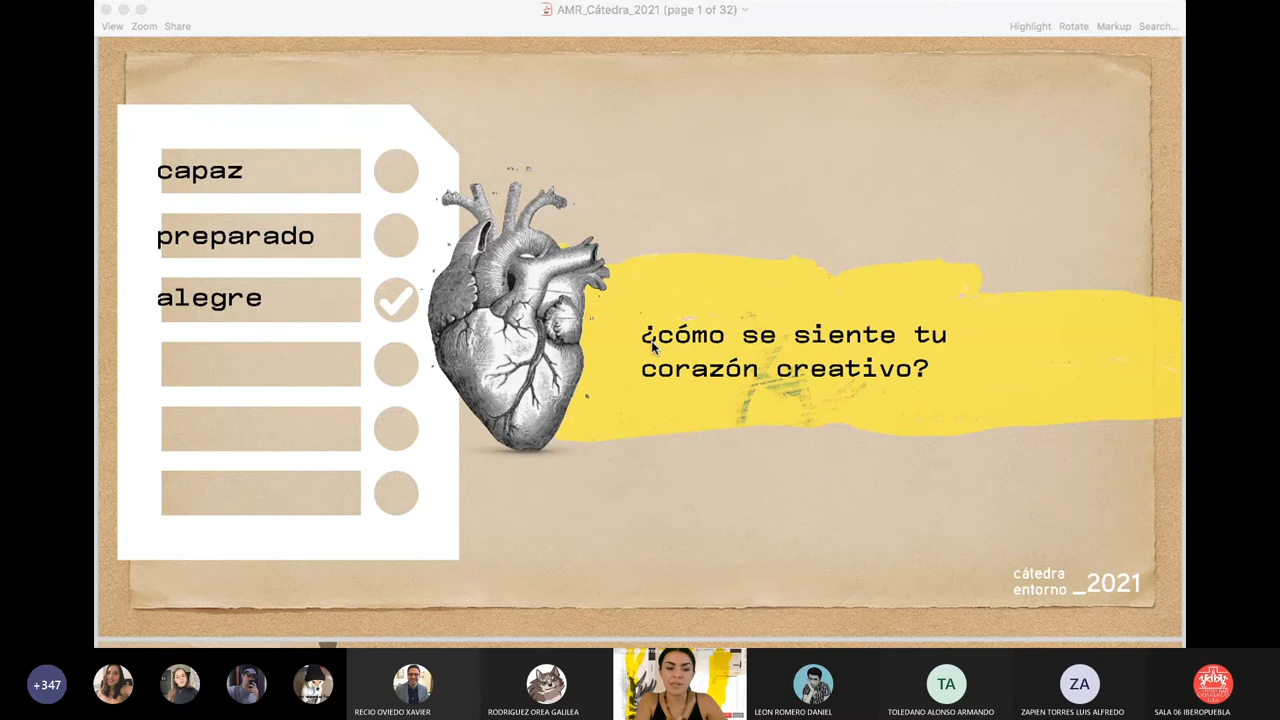 AMR_Cátedra_2021 (page 1 of 32)
View Zoom Share
Highlight Rotate Markup Search...
capaz
preparado
alegre
¿cómo se siente tu
corazón creativo?
cátedra
entorno _2021
+347
RECIO OVIEDO XAVIER
RODRIGUEZ OREA GALILEA
LEON ROMERO DANIEL
TA
TOLEDANO ALONSO ARMANDO
ZA
ZAPIEN TORRES LUIS ALFREDO
SALA 06 IBEROPUEBLA